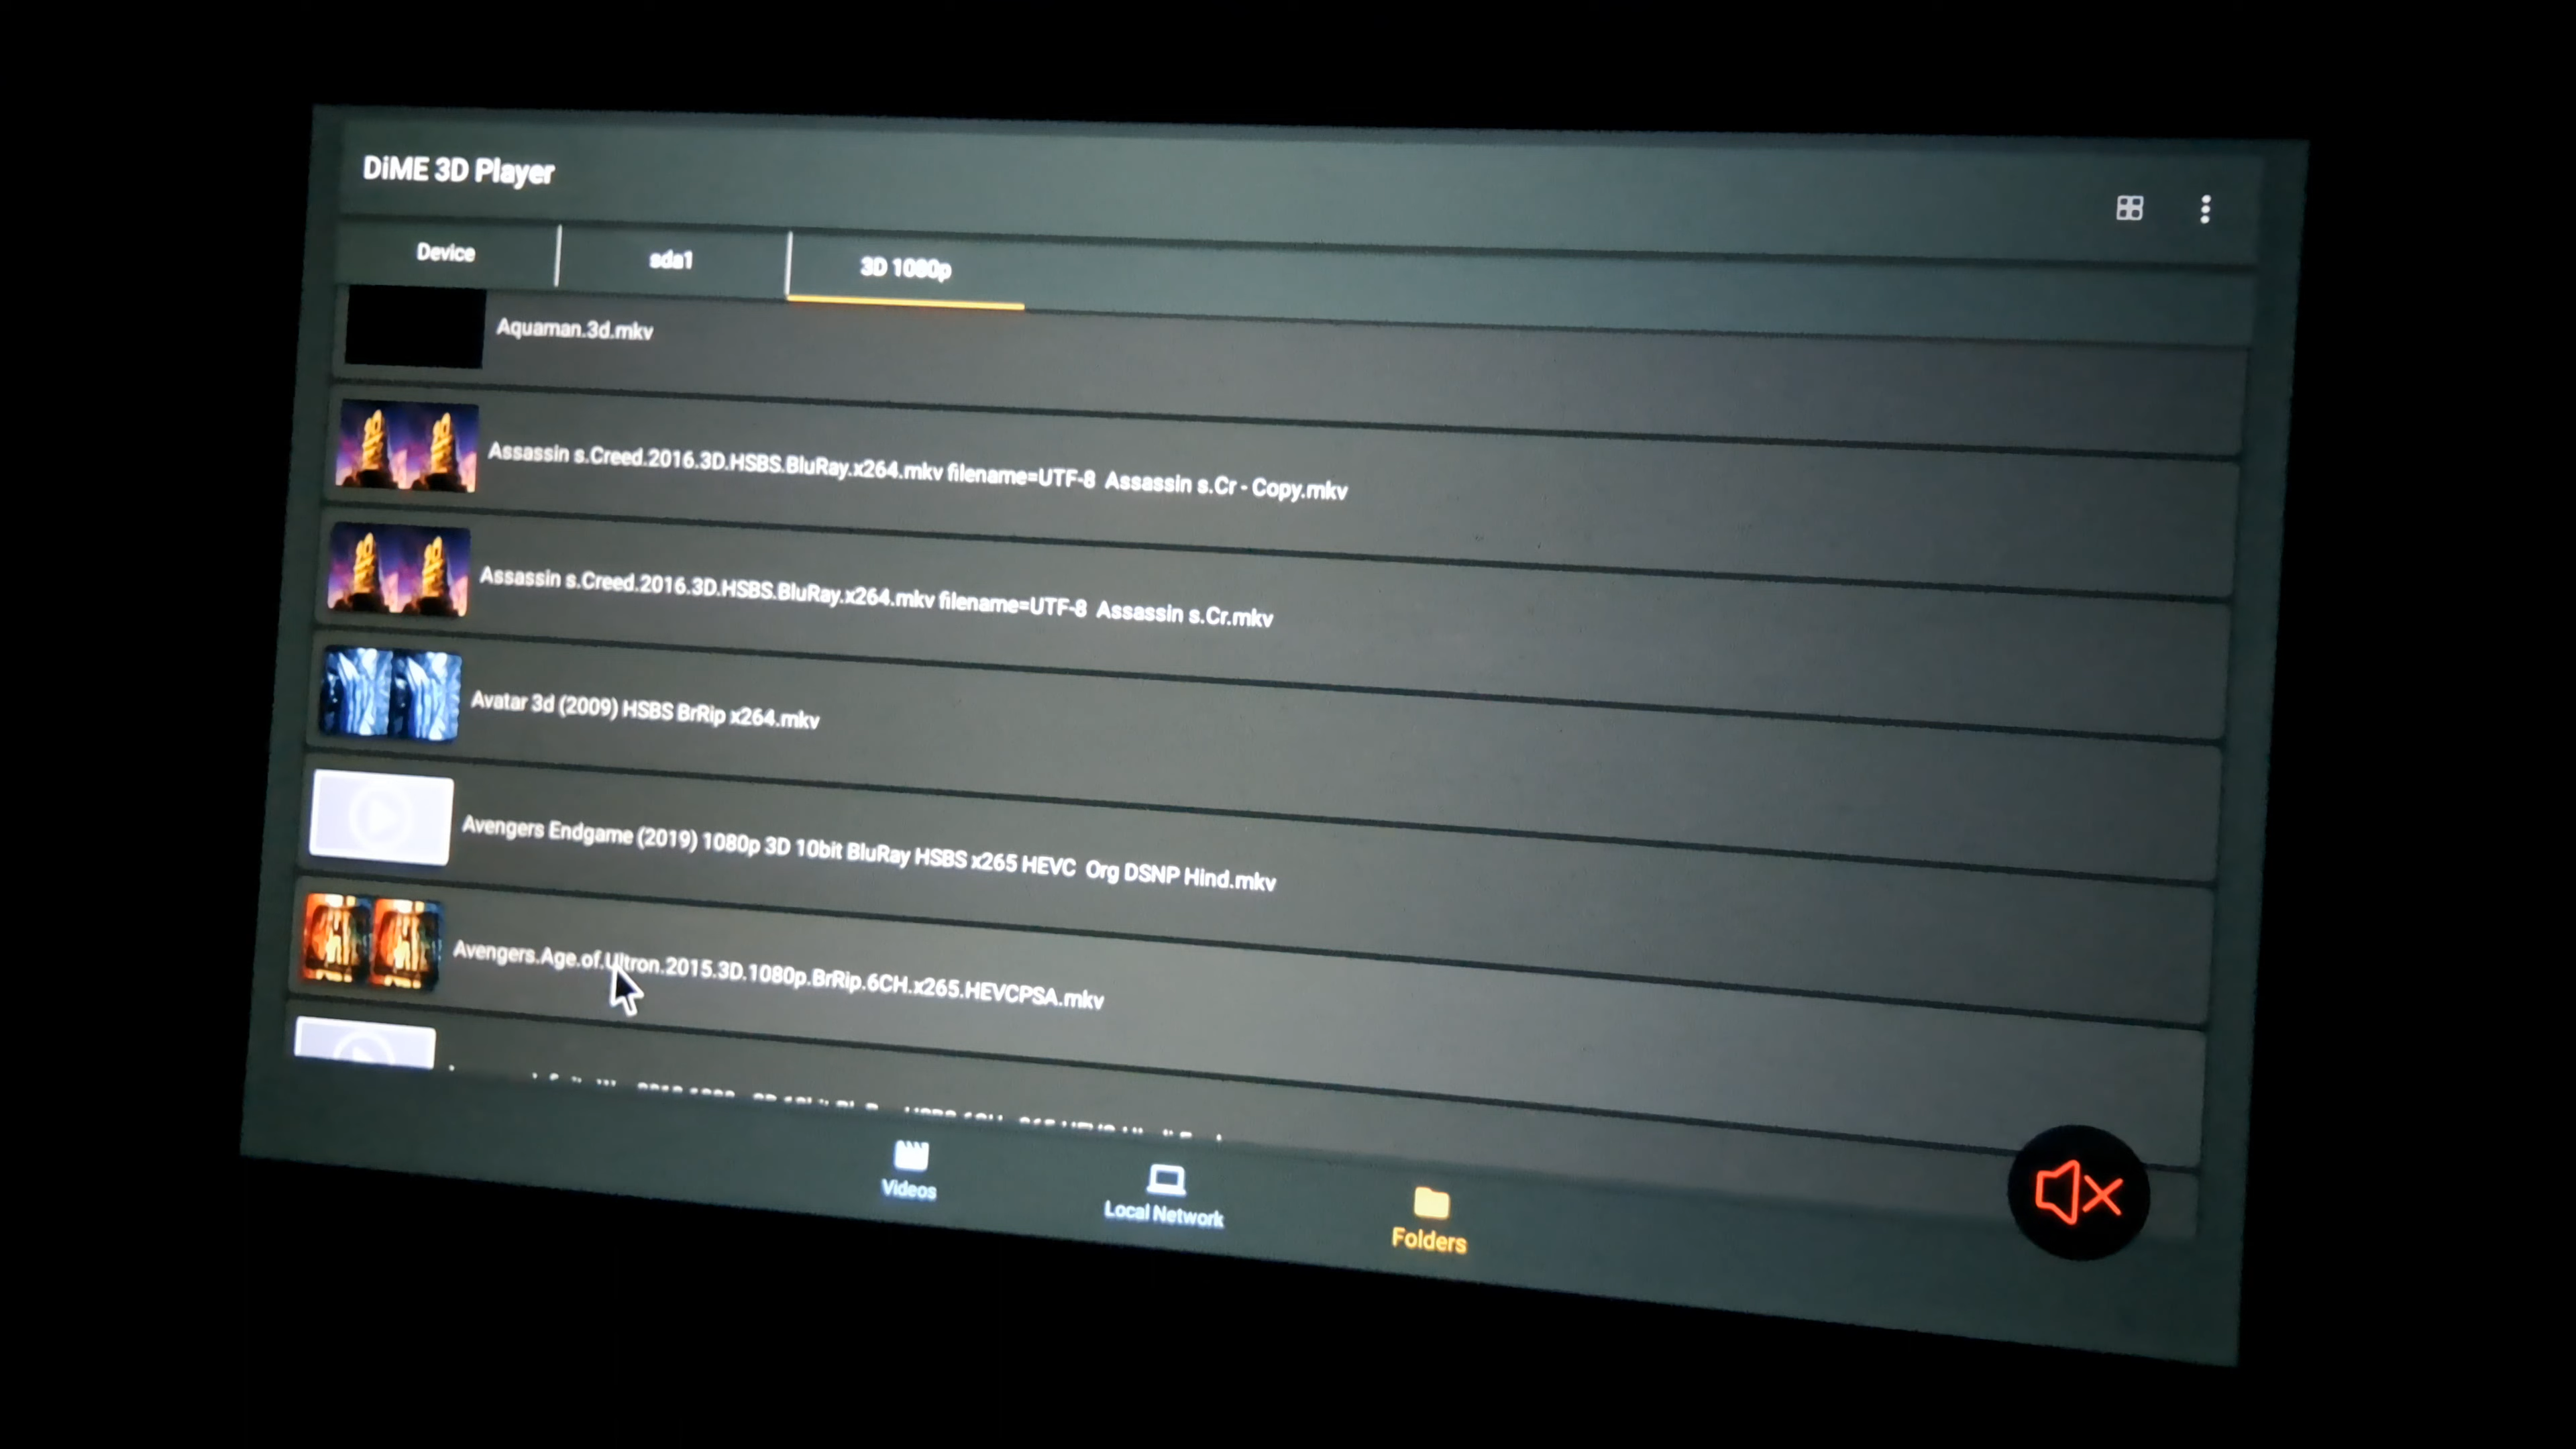 DiME 3D Player
Device
sda1
3D 1080p
Aquaman.3d.mkv
Assassin s.Creed.2016.3D.HSBS.BluRay.x264.mkv filename=UTF-8 Assassin s.Cr - Copy.mkv
Assassin s.Creed.2016.3D.HSBS.BluRay.x264.mkv filename=UTF-8 Assassin s.Cr.mkv
Avatar 3d (2009) HSBS BrRip x264.mkv
Avengers Endgame (2019) 1080p 3D 10bit BluRay HSBS x265 HEVC Org DSNP Hind.mkv
Avengers.Age.of.Ultron.2015.3D.1080p.BrRip.6CH.x265.HEVCPSA.mkv
Videos
Local Network
Folders